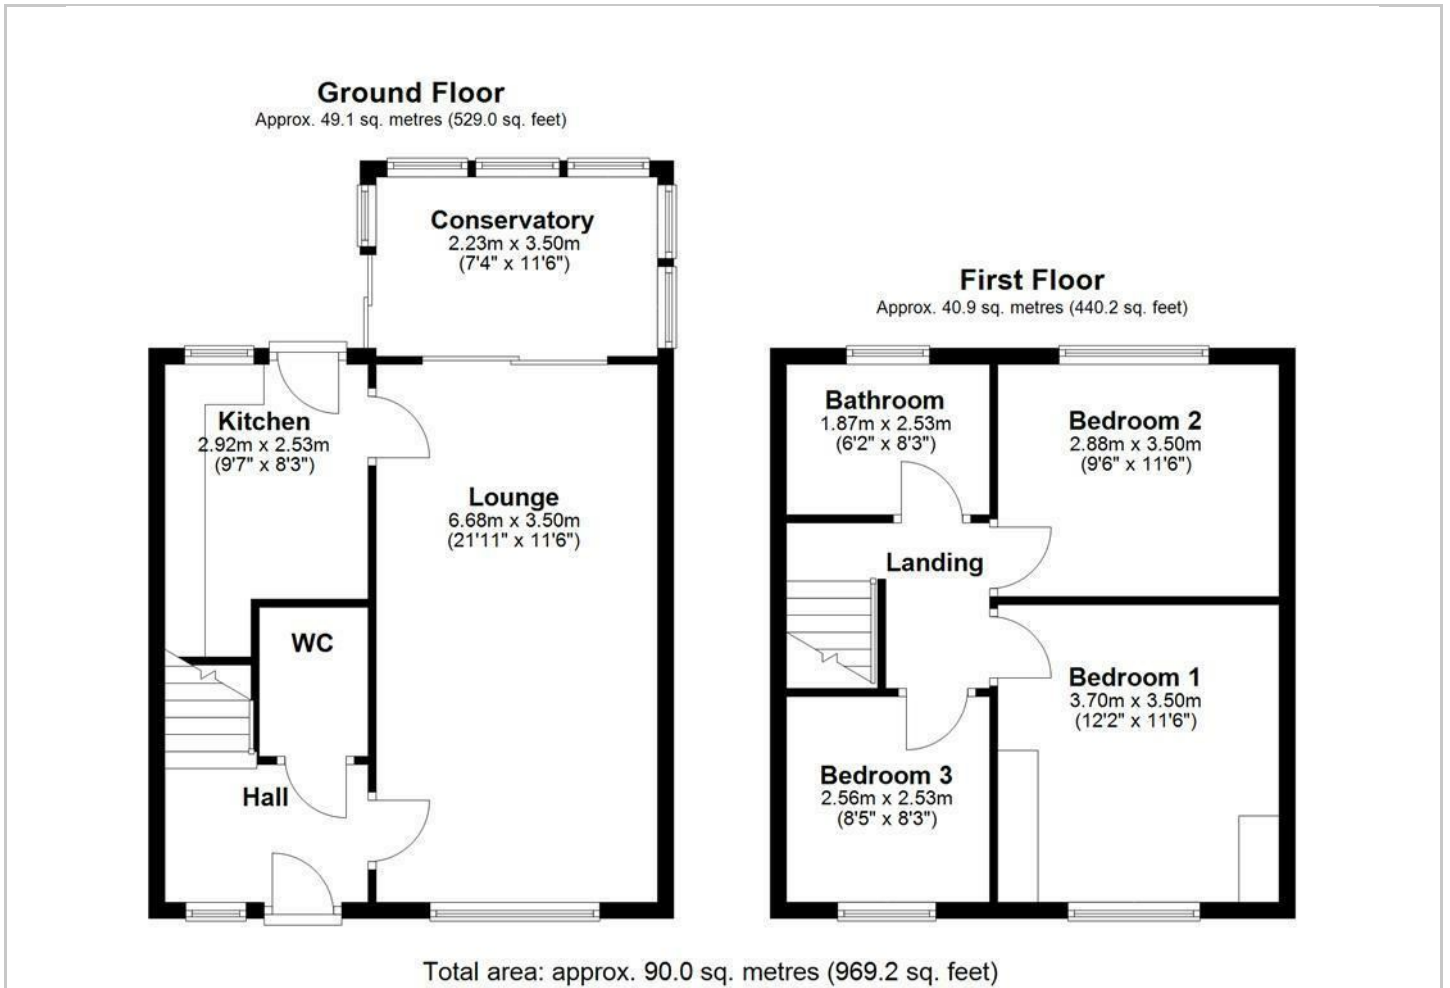 Ground Floor
Approx. 49.1 sq. metres (529.0 sq. feet)
Conservatory
2.23m x 3.50m
(7'4" x 11'6")
Kitchen
2.92m x 2.53m
(9'7" x 8'3")
Lounge
6.68m x 3.50m
(21'11" x 11'6")
WC
Hall
First Floor
Approx. 40.9 sq. metres (440.2 sq. feet)
Bathroom
1.87m x 2.53m
(6'2" x 8'3")
Bedroom 2
2.88m x 3.50m
(9'6" x 11'6")
Landing
Bedroom 1
3.70m x 3.50m
(12'2" x 11'6")
Bedroom 3
2.56m x 2.53m
(8'5" x 8'3")
Total area: approx. 90.0 sq. metres (969.2 sq. feet)